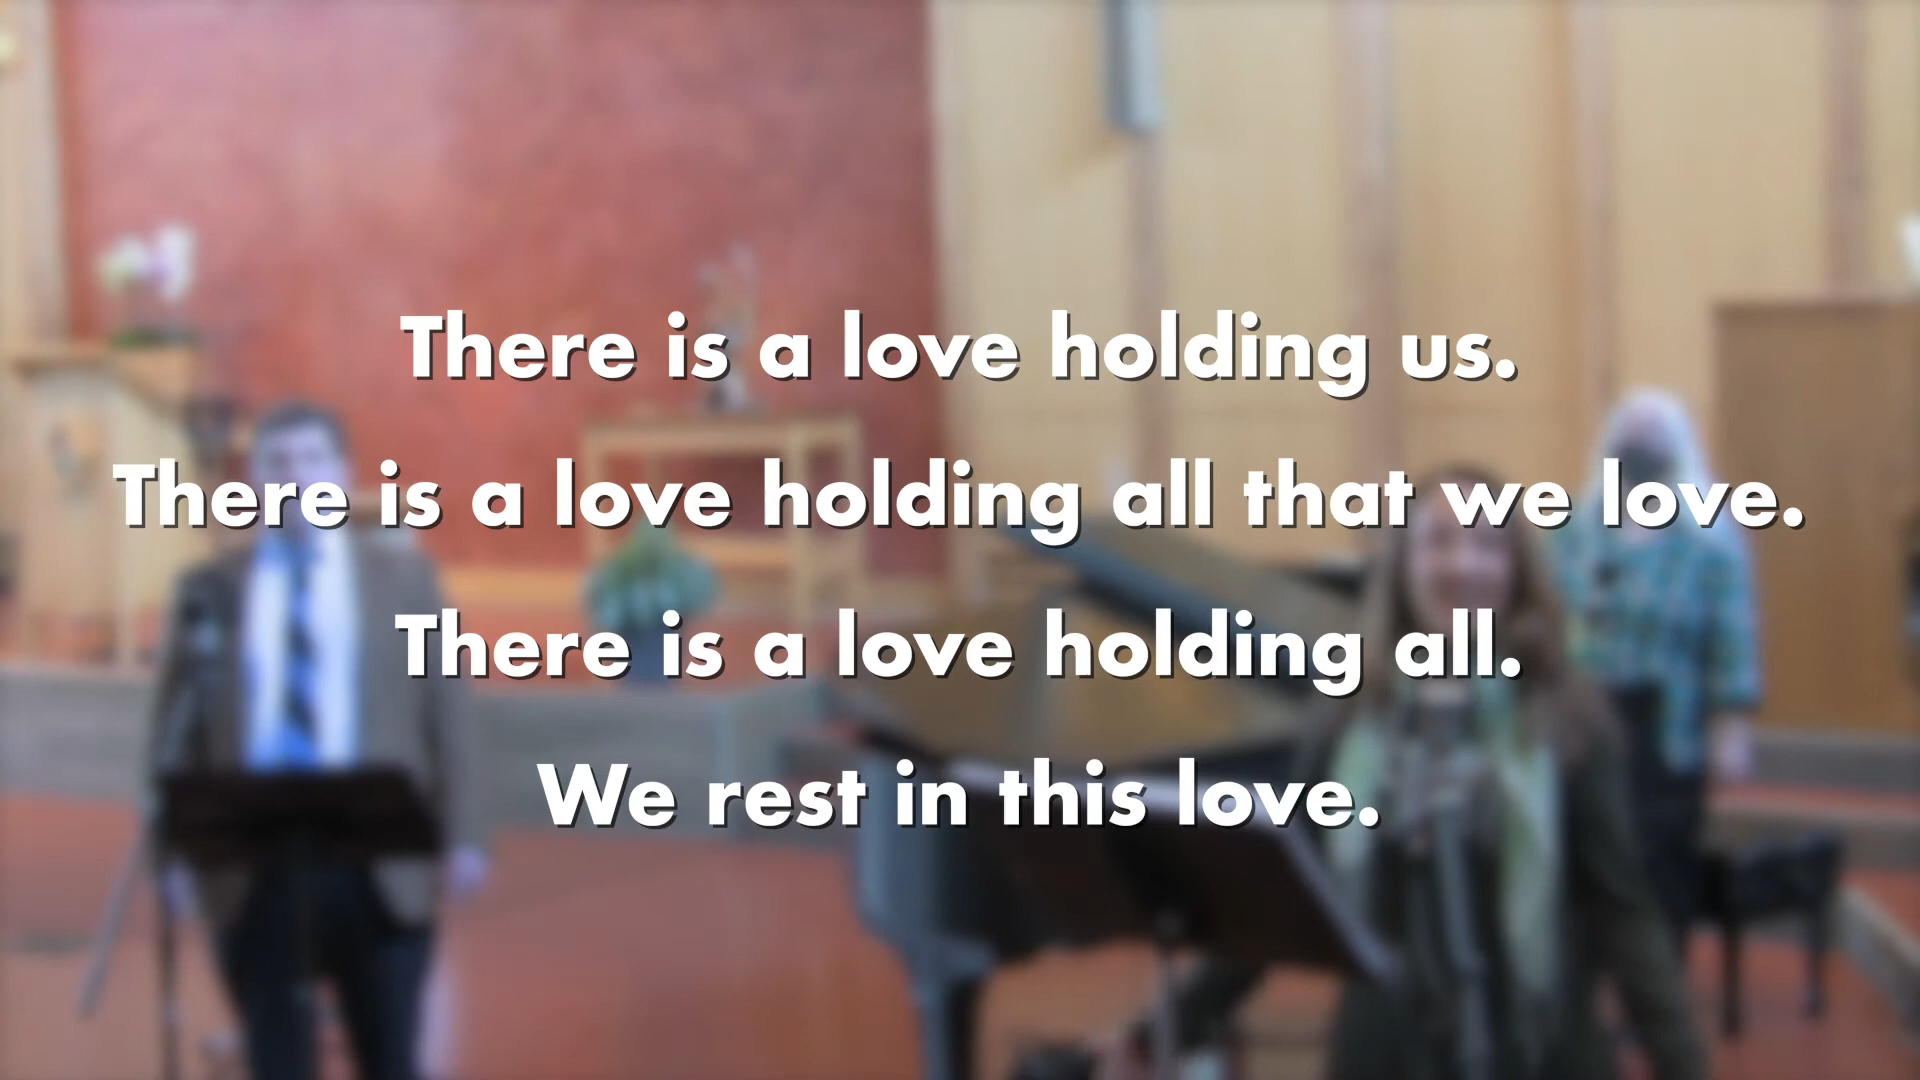 There is a love holding us.
There is a love holding all that we love.
There is a love holding all.
We rest in this love.